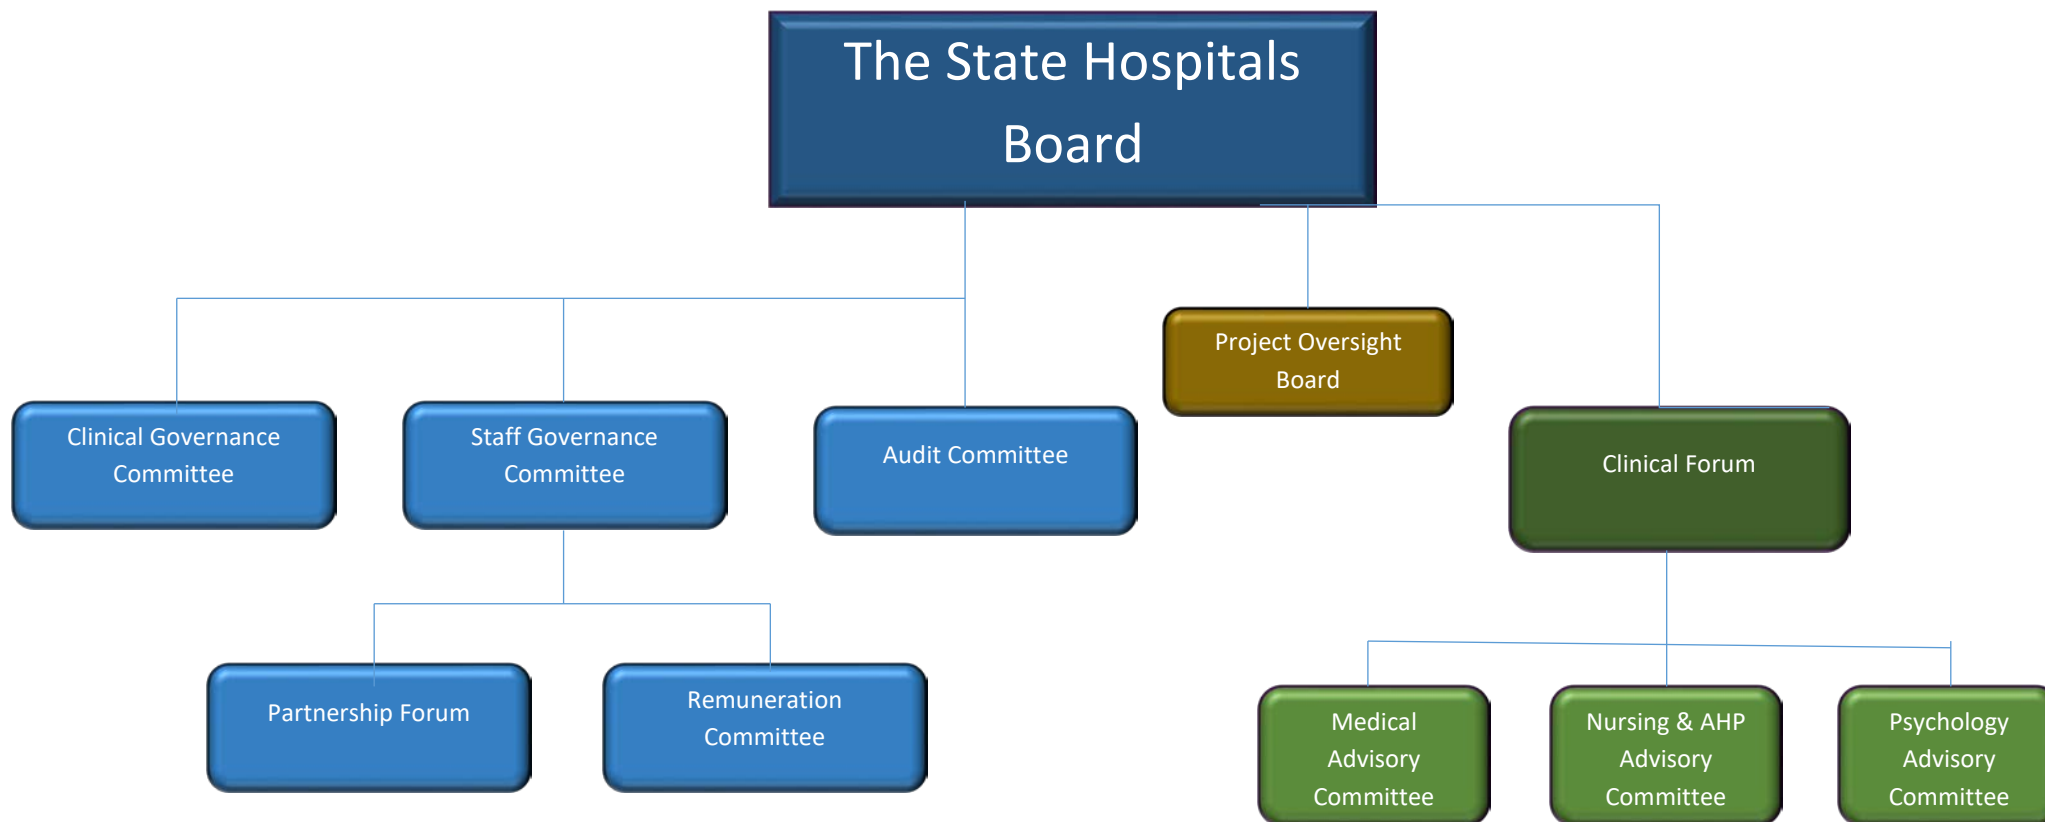 The State Hospitals
Board
Project Oversight
Board
Clinical Governance
Committee
Staff Governance
Committee
Audit Committee
Clinical Forum
Partnership Forum
Remuneration
Committee
Medical
Advisory
Committee
Nursing & AHP
Advisory
Committee
Psychology
Advisory
Committee